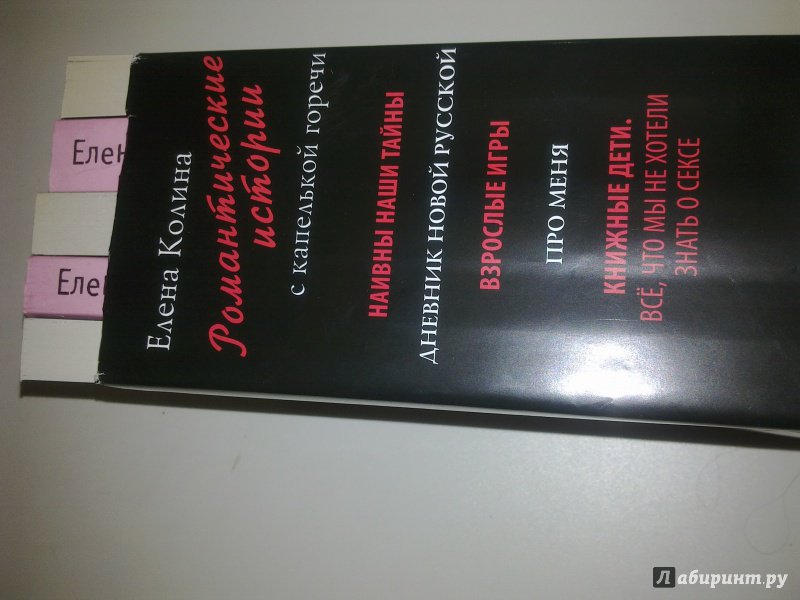 Елена Колина
Романтические
истории
с капелькой горечи
НАИВНЫ НАШИ ТАЙНЫ
ДНЕВНИК НОВОЙ РУССКОЙ
ВЗРОСЛЫЕ ИГРЫ
ПРО МЕНЯ
КНИЖНЫЕ ДЕТИ.
ВСЁ, ЧТО МЫ НЕ ХОТЕЛИ
ЗНАТЬ О СЕКСЕ
Елен
Елен
Лабиринт.ру